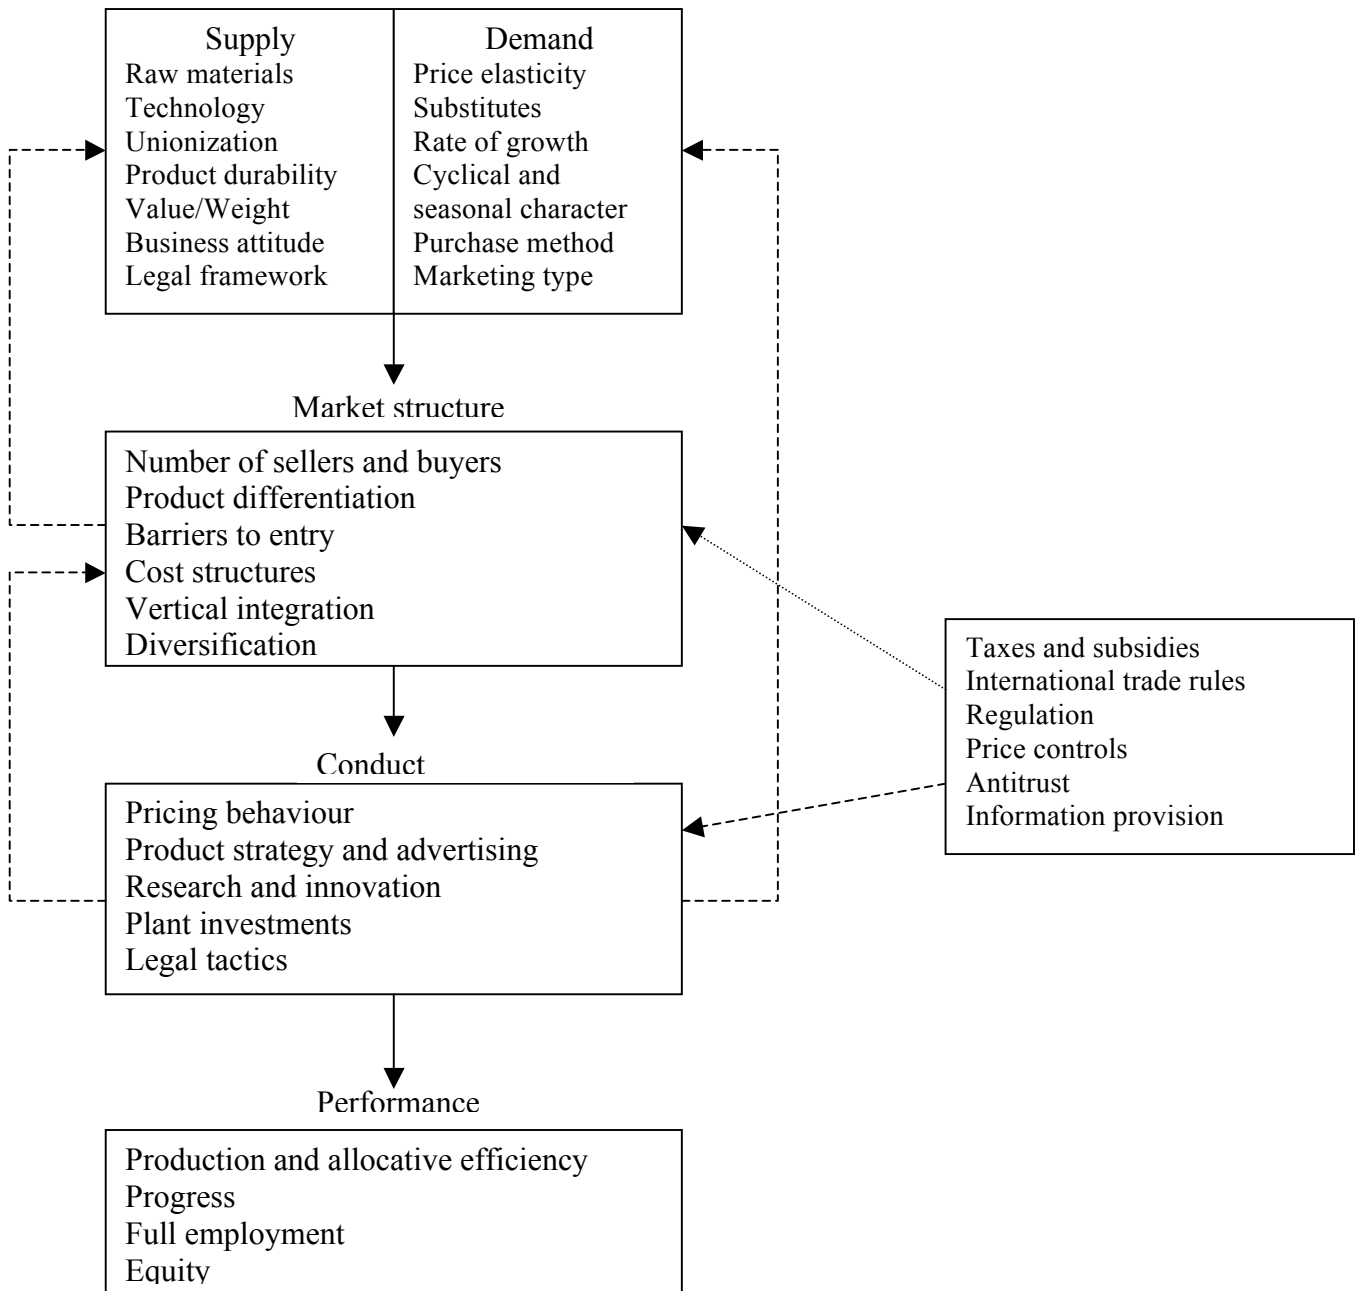 Supply
Raw materials
Technology
Unionization
Product durability
Value/Weight
Business attitude
Legal framework
Demand
Price elasticity
Substitutes
Rate of growth
Cyclical and
seasonal character
Purchase method
Marketing type
Market structure
Number of sellers and buyers
Product differentiation
Barriers to entry
Cost structures
Vertical integration
Diversification
Taxes and subsidies
International trade rules
Regulation
Price controls
Antitrust
Information provision
Conduct
Pricing behaviour
Product strategy and advertising
Research and innovation
Plant investments
Legal tactics
Performance
Production and allocative efficiency
Progress
Full employment
Equity